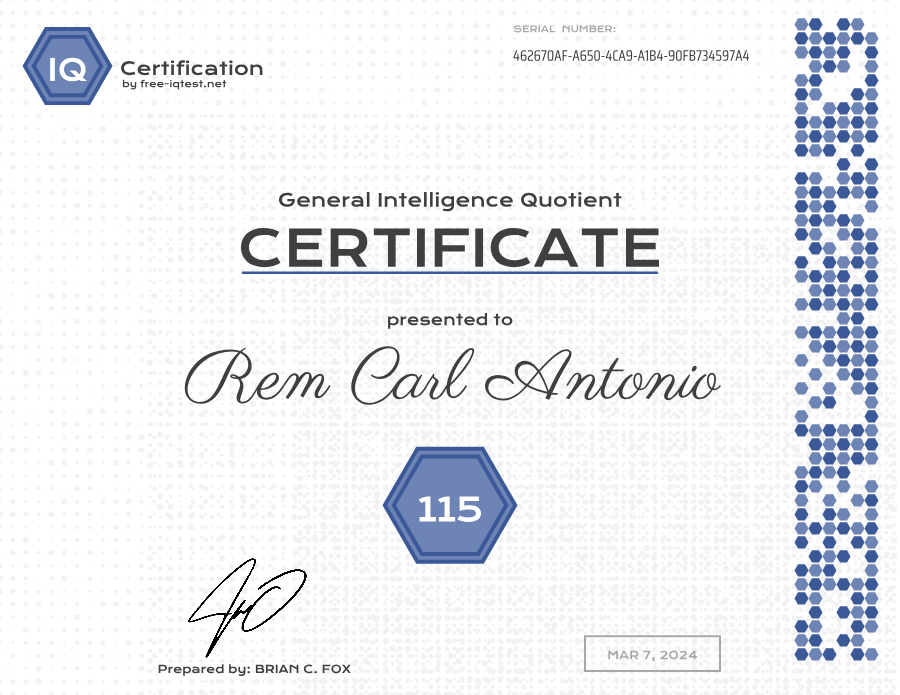 IQ
Certification
by free-iqtest.net
SERIAL NUMBER:
462670AF-A650-4CA9-A1B4-90FB734597A4
General Intelligence Quotient
CERTIFICATE
presented to
Rem Carl Antonio
115
Prepared by: BRIAN C. FOX
MAR 7, 2024